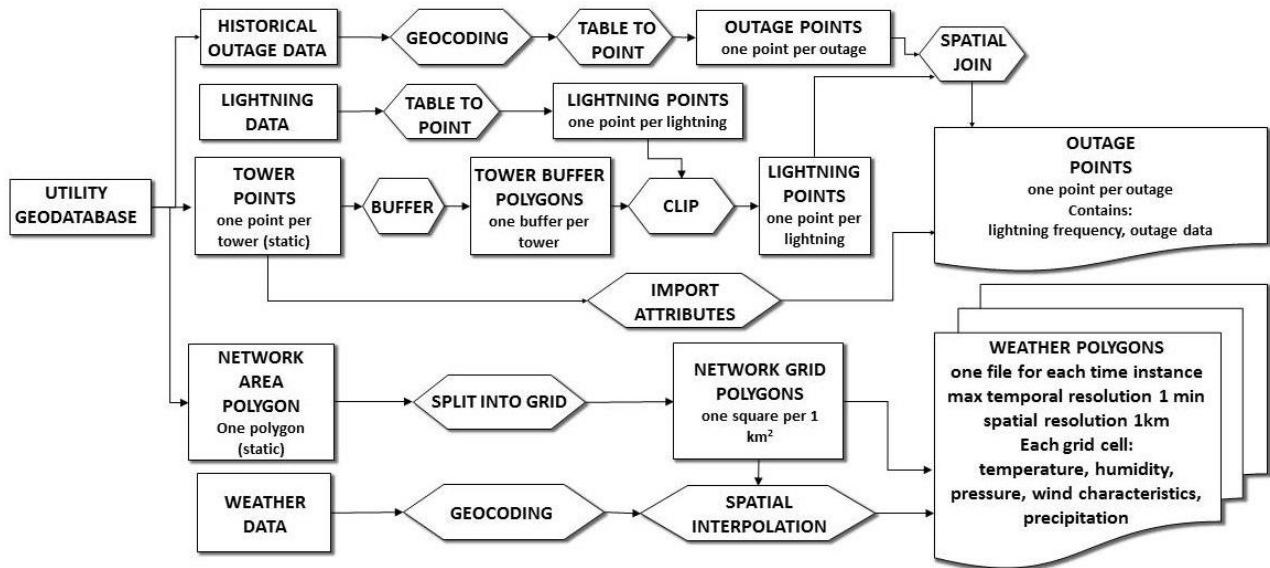 HISTORICAL
OUTAGE DATA
GEOCODING
TABLE TO
POINT
OUTAGE POINTS
one point per outage
SPATIAL
JOIN
LIGHTNING
DATA
TABLE TO
POINT
LIGHTNING POINTS
one point per lightning
OUTAGE
POINTS
one point per outage
Contains:
lightning frequency, outage data
UTILITY
GEODATABASE
TOWER
POINTS
one point per
tower (static)
BUFFER
TOWER BUFFER
POLYGONS
one buffer per
tower
CLIP
LIGHTNING
POINTS
one point per
lightning
IMPORT
ATTRIBUTES
NETWORK
AREA
POLYGON
One polygon
(static)
SPLIT INTO GRID
NETWORK GRID
POLYGONS
one square per 1
km²
WEATHER POLYGONS
one file for each time instance
max temporal resolution 1 min
spatial resolution 1km
Each grid cell:
temperature, humidity,
pressure, wind characteristics,
precipitation
WEATHER
DATA
GEOCODING
SPATIAL
INTERPOLATION